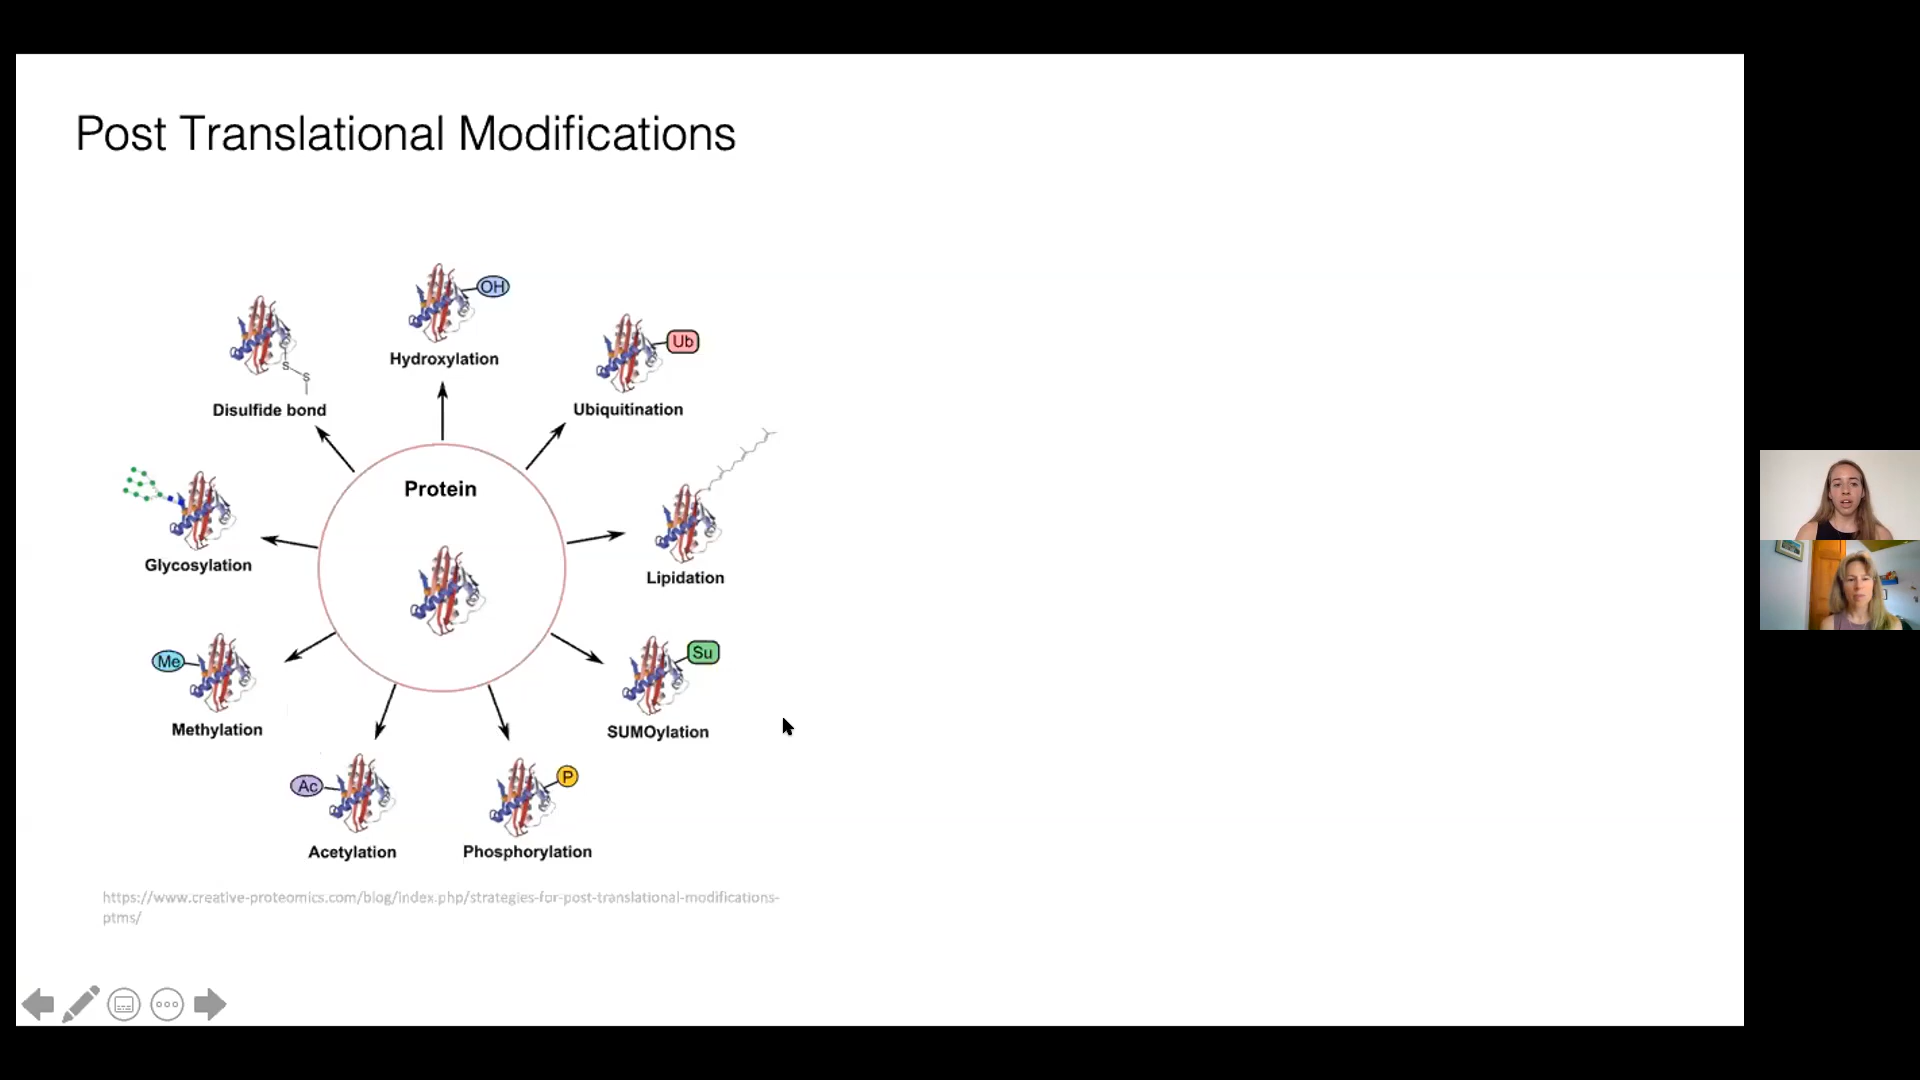 Post Translational Modifications
OH
Hydroxylation
Ub
Ubiquitination
S
S
Disulfide bond
Protein
Glycosylation
Lipidation
Me
Methylation
Su
SUMOylation
Ac
Acetylation
P
Phosphorylation
https://www.creative-proteomics.com/blog/index.php/strategies-for-post-translational-modifications-
ptms/